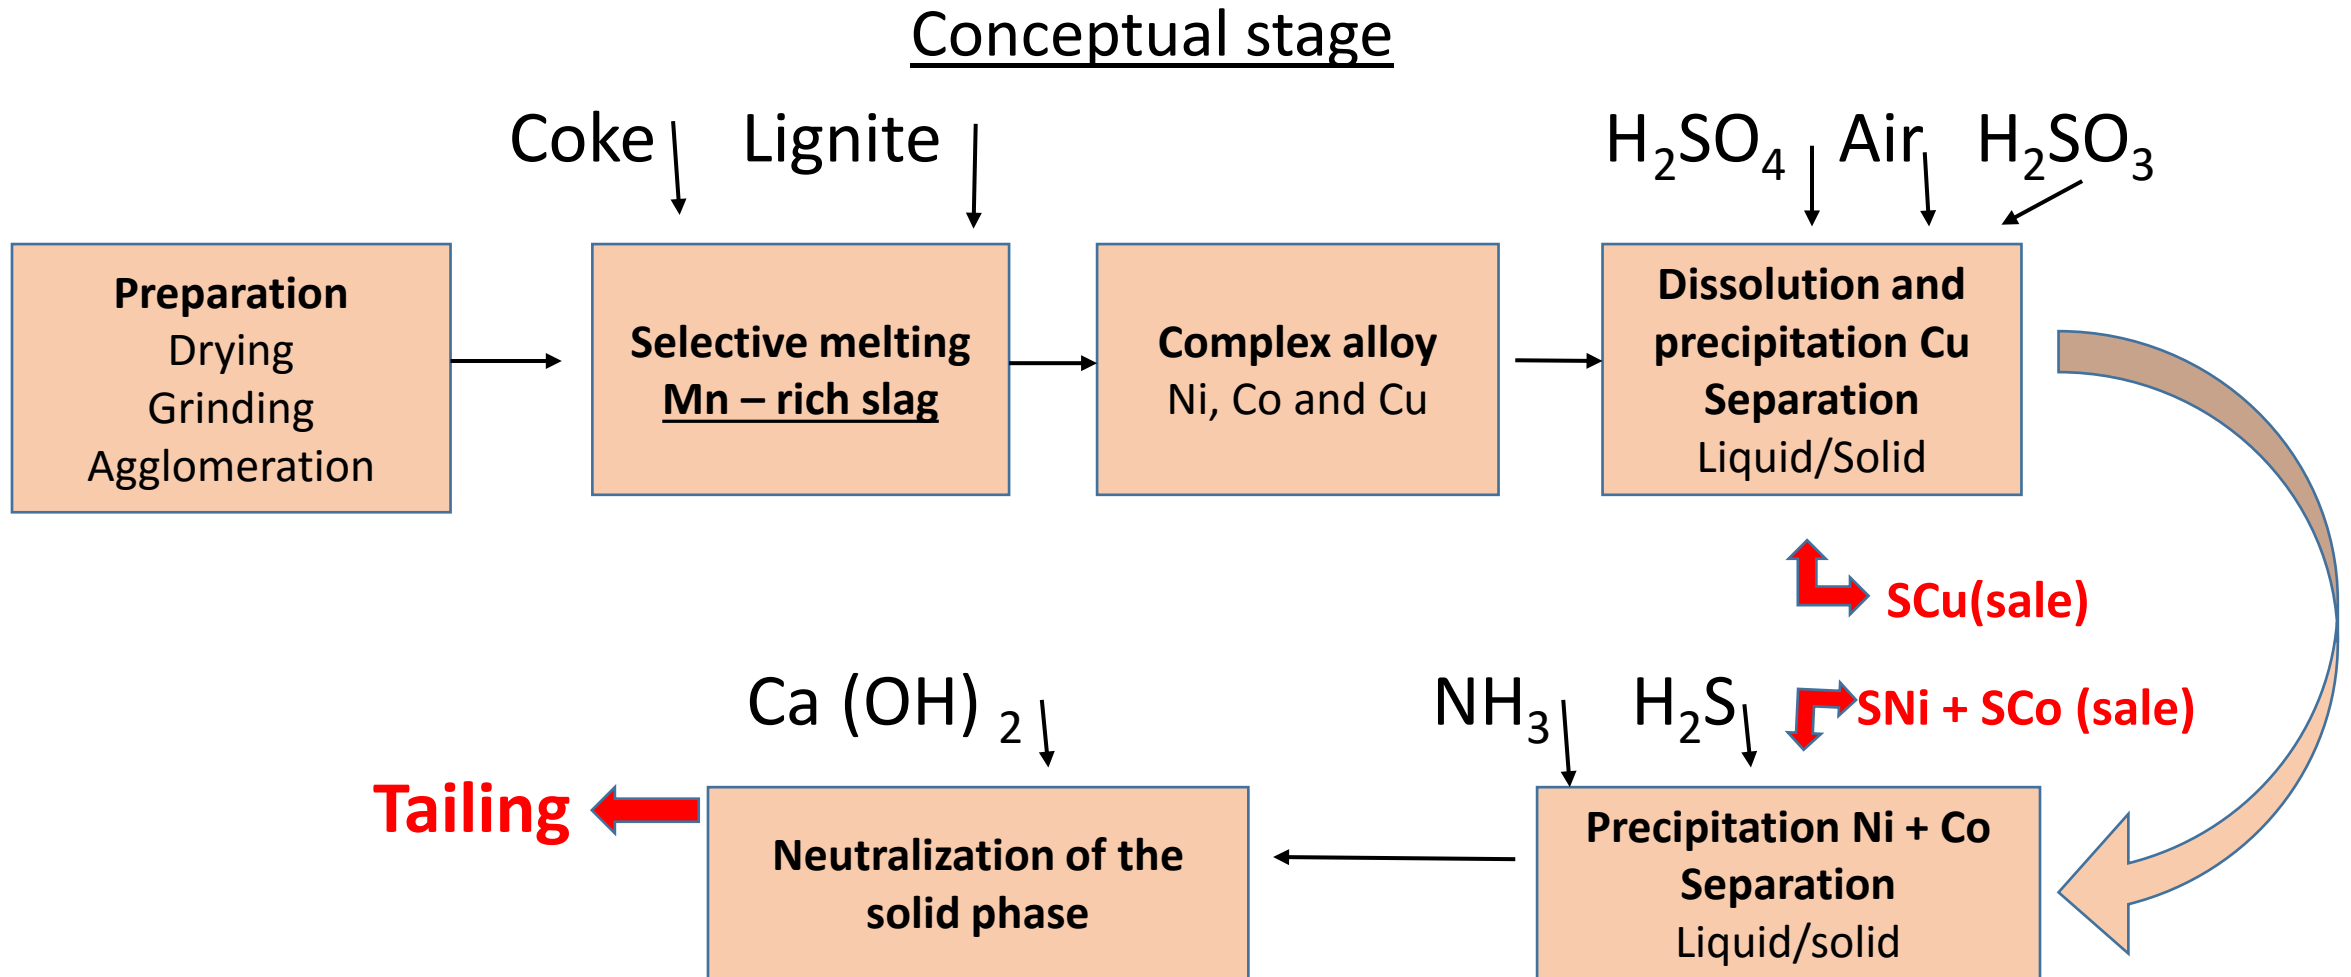 Conceptual stage
Coke
Lignite
H₂SO₄
Air
H₂SO₃
Preparation
Drying
Grinding
Agglomeration
Selective melting
Mn – rich slag
Complex alloy
Ni, Co and Cu
Dissolution and
precipitation Cu
Separation
Liquid/Solid
SCu(sale)
SNi + SCo (sale)
Ca (OH) ₂
NH₃
H₂S
Tailing
Neutralization of the
solid phase
Precipitation Ni + Co
Separation
Liquid/solid